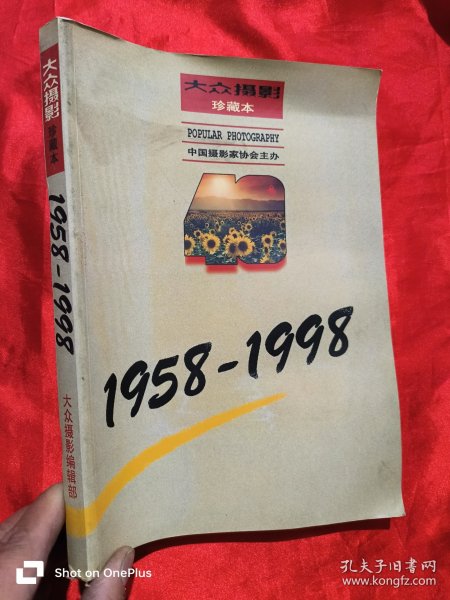 大众摄影
珍藏本
1958-1998
大众摄影编辑部
大众摄影
珍藏本
POPULAR PHOTOGRAPHY
中国摄影家协会主办
40
1958-1998
Shot on OnePlus
孔夫子旧书网
www.kongfz.com